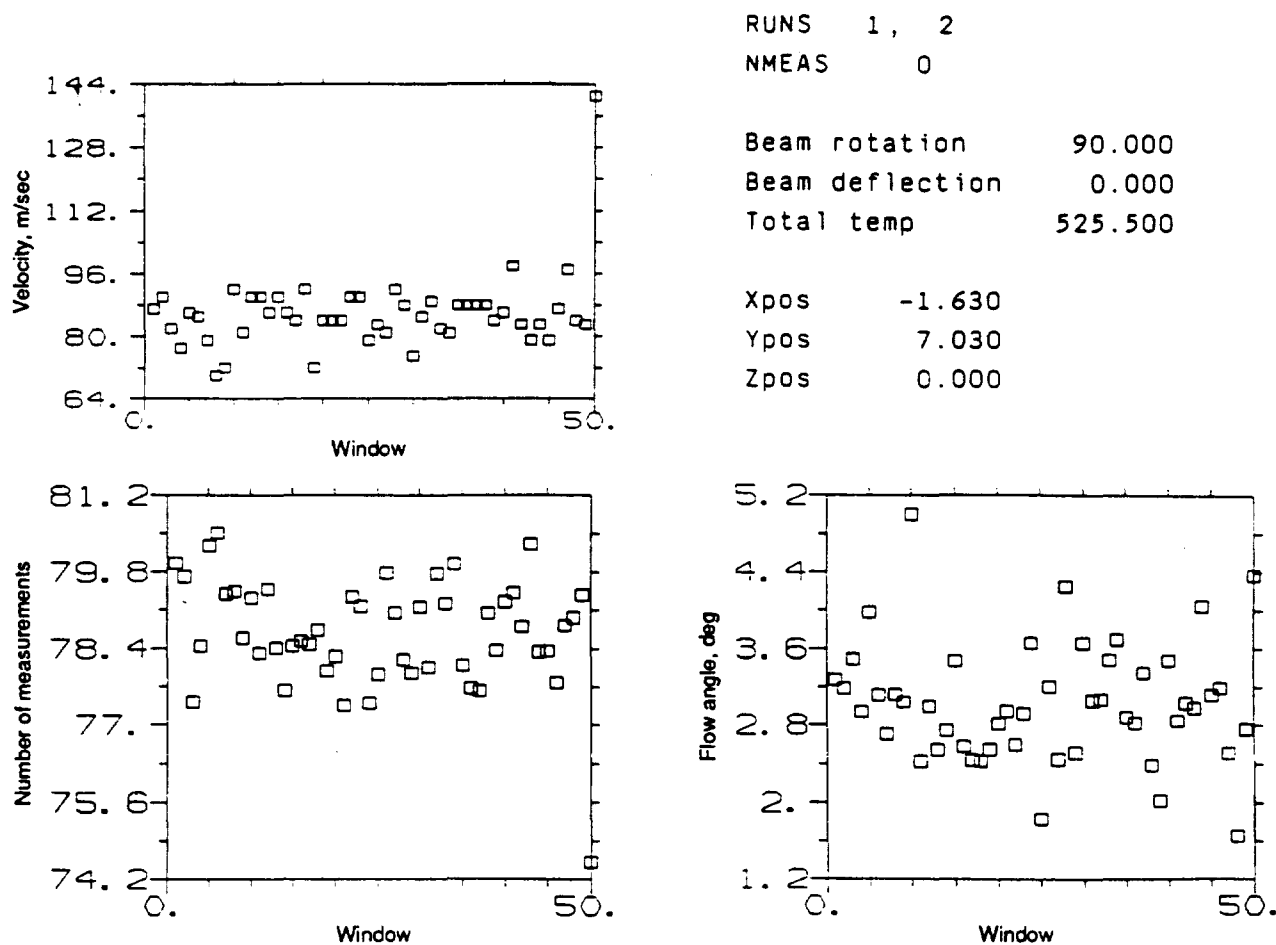 RUNS 1, 2
NMEAS 0
Beam rotation 90.000
Beam deflection 0.000
Total temp 525.500
Xpos -1.630
Ypos 7.030
Zpos 0.000
Velocity, m/sec
144.
128.
112.
96.
80.
64.
0. 50.
Window
Number of measurements
81.2
79.8
78.4
77.
75.6
74.2
0. 50.
Window
Flow angle, deg
5.2
4.4
3.6
2.8
2.
1.2
0. 50.
Window